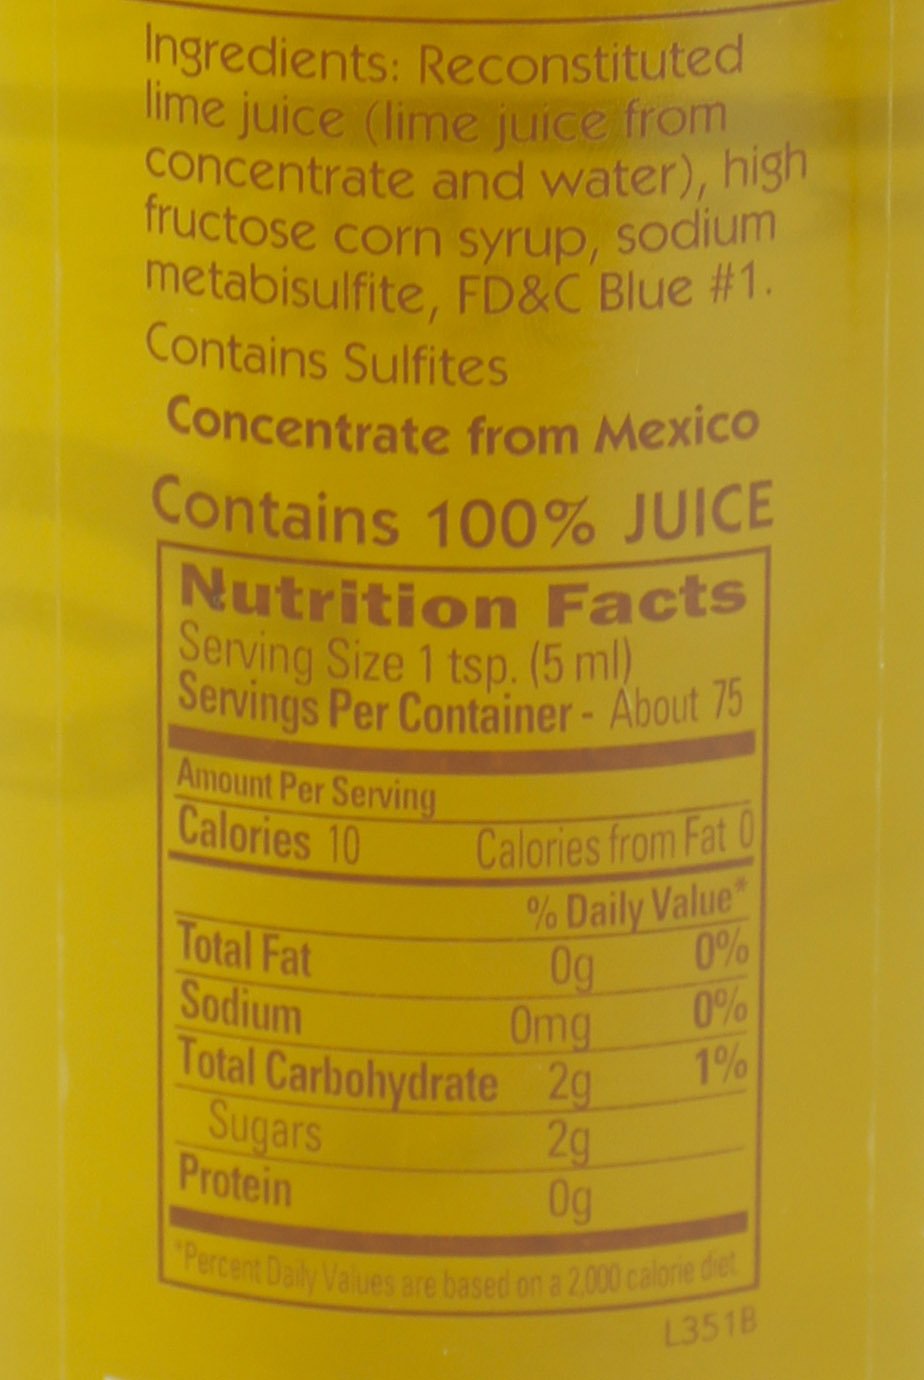 Ingredients: Reconstituted
lime juice (lime juice from
concentrate and water), high
fructose corn syrup, sodium
metabisulfite, FD&C Blue #1.
Contains Sulfites
Concentrate from Mexico
Contains 100% JUICE
Nutrition Facts
Serving Size 1 tsp. (5 ml)
Servings Per Container - About 75
Amount Per Serving
Calories 10 Calories from Fat 0
% Daily Value*
Total Fat 0g 0%
Sodium 0mg 0%
Total Carbohydrate 2g 1%
Sugars 2g
Protein 0g
*Percent Daily Values are based on a 2,000 calorie diet
L351B